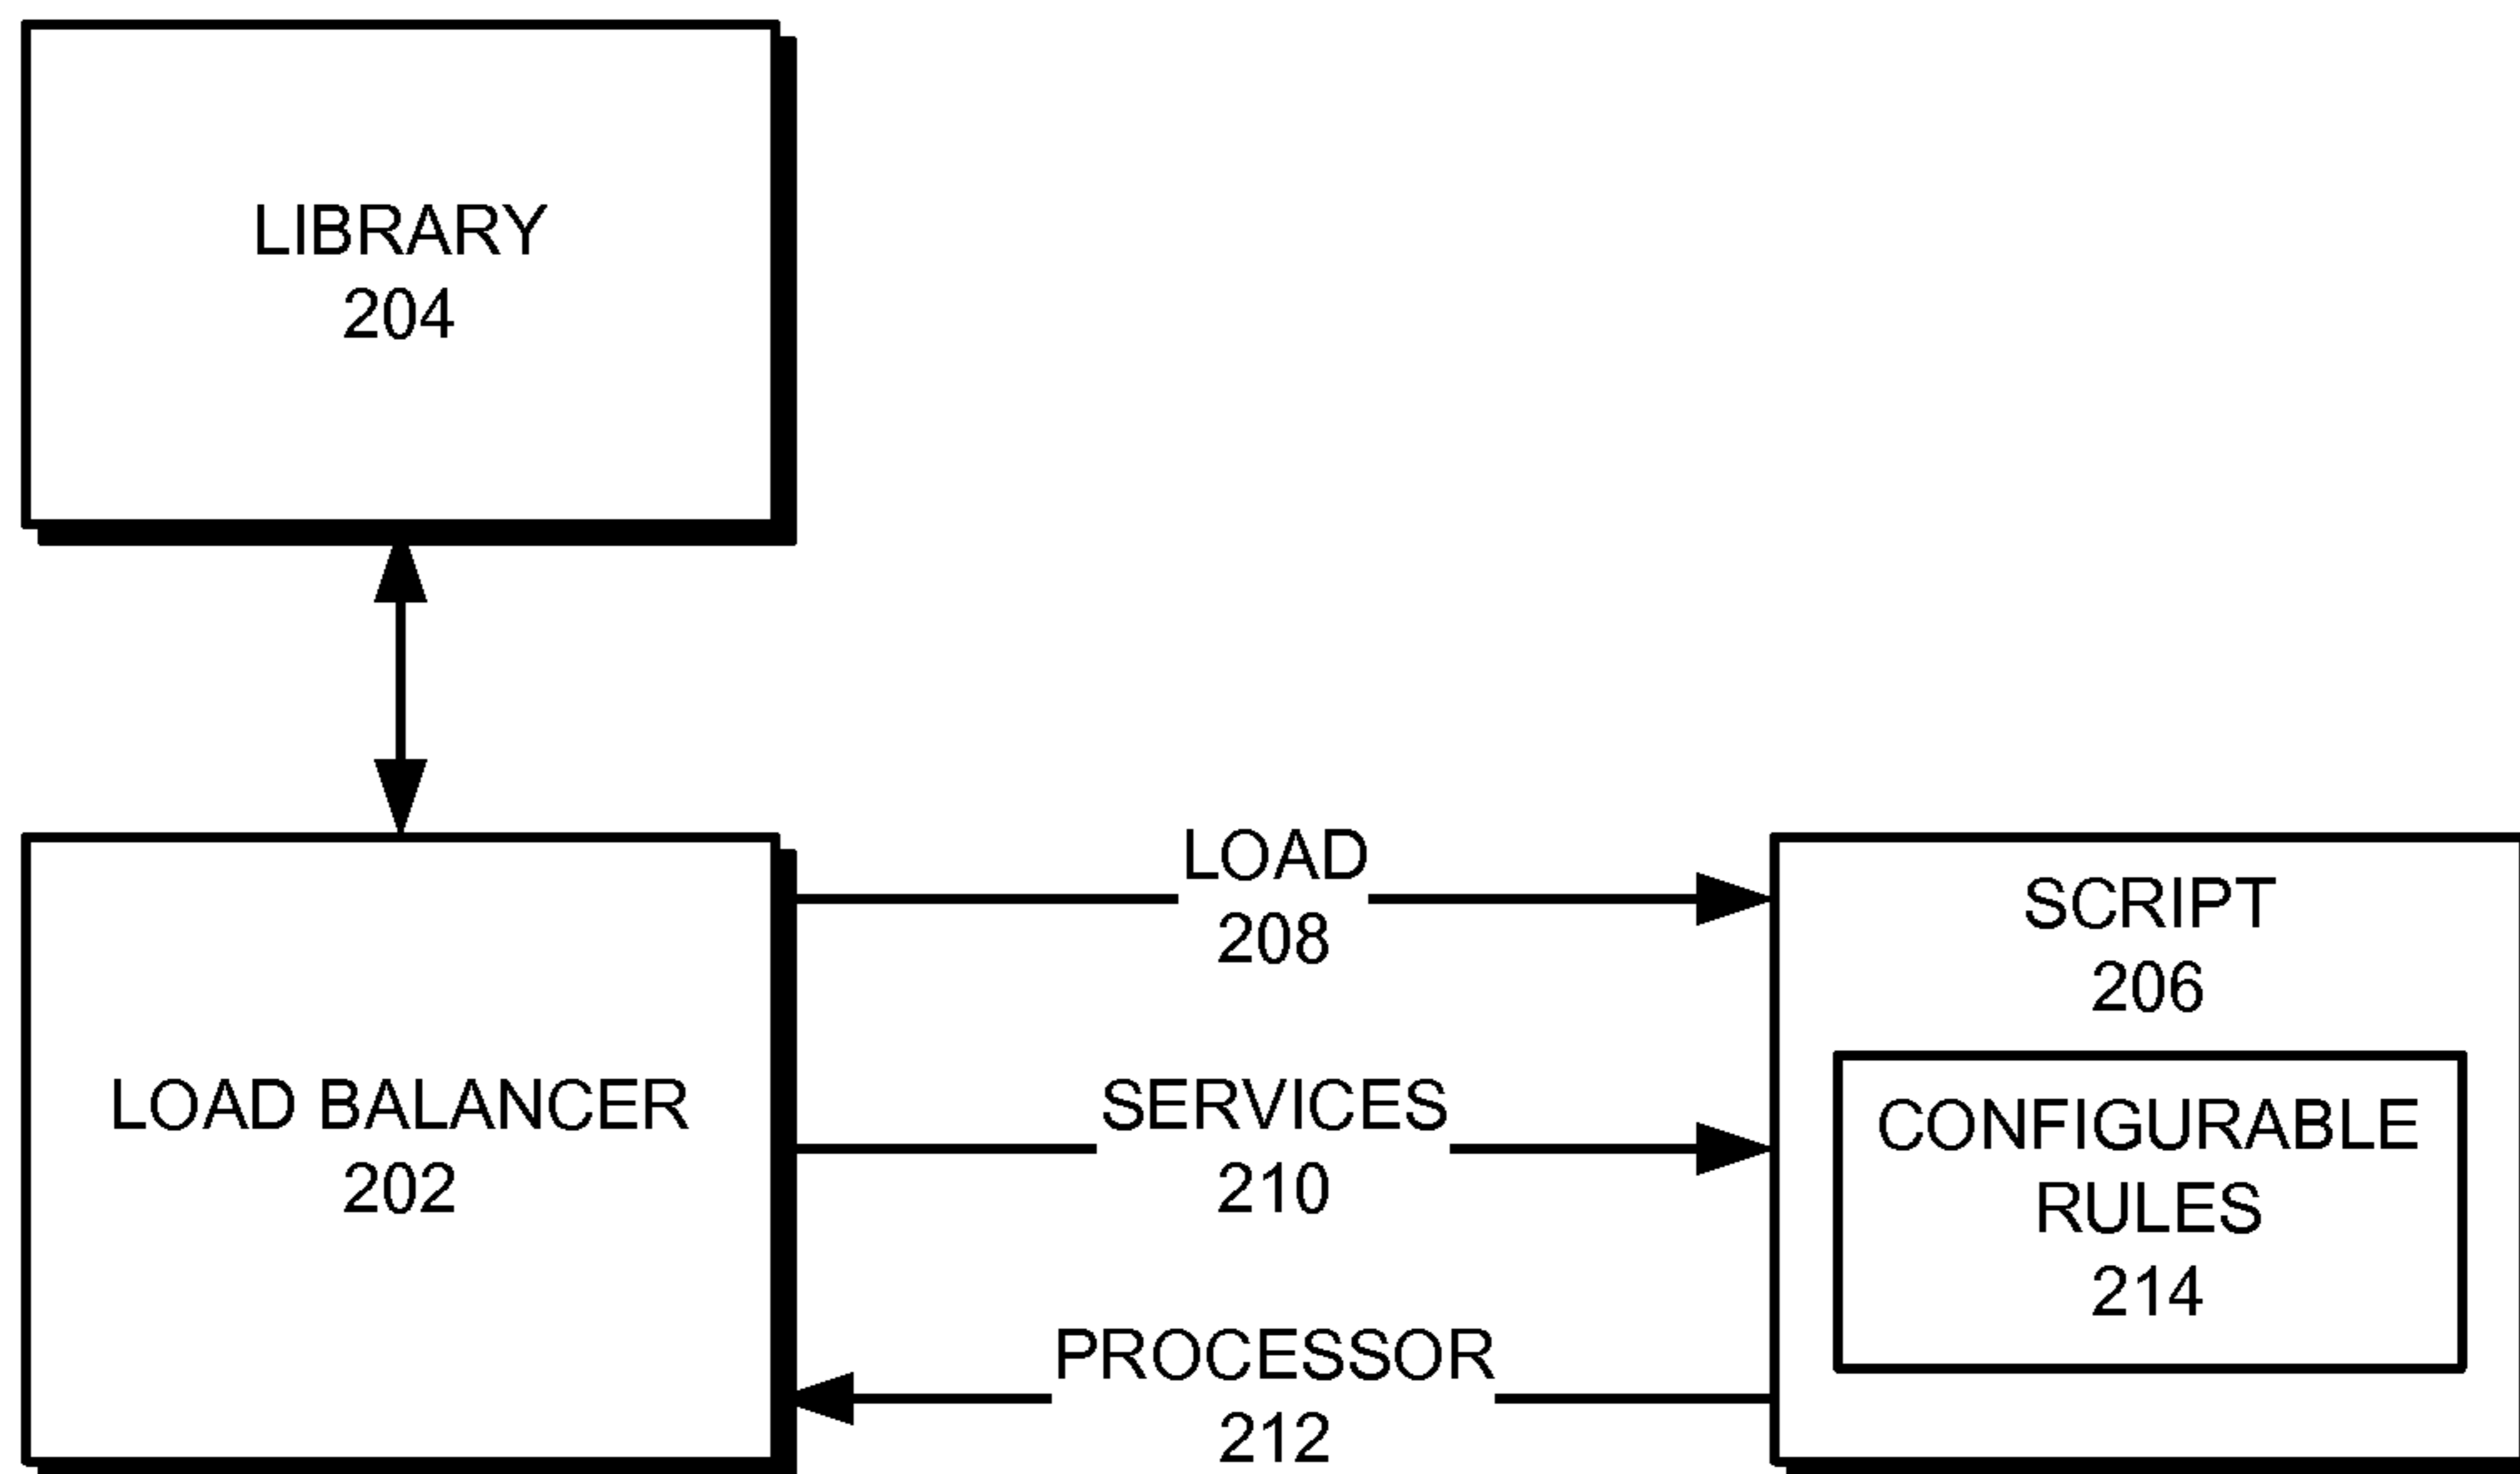 LIBRARY
204
LOAD BALANCER
202
LOAD
208
SERVICES
210
PROCESSOR
212
SCRIPT
206
CONFIGURABLE
RULES
214